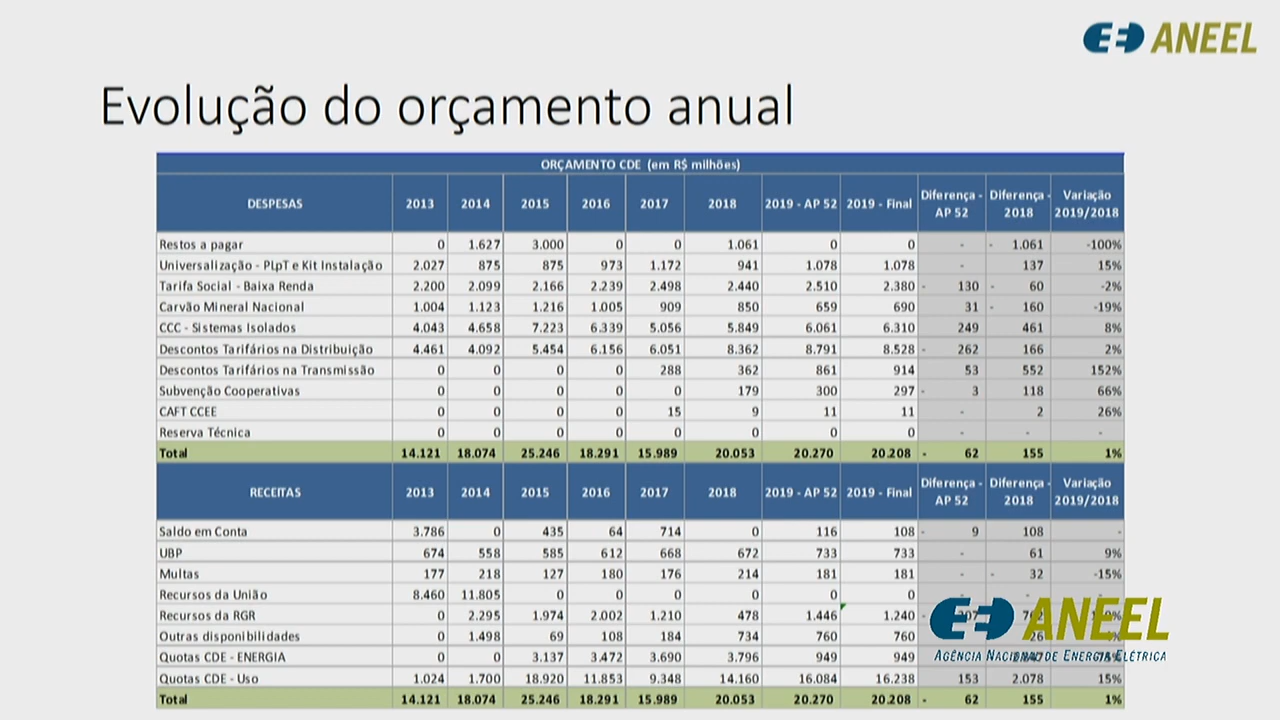 ANEEL
Evolução do orçamento anual
ORÇAMENTO CDE (em R$ milhões)
DESPESAS 2013 2014 2015 2016 2017 2018 2019 - AP 52 2019 - Final Diferença - AP 52 Diferença - 2018 Variação 2019/2018
Restos a pagar 0 1.627 3.000 0 0 1.061 0 0 - - 1.061 -100%
Universalização - PLpT e Kit Instalação 2.027 875 875 973 1.172 941 1.078 1.078 - 137 15%
Tarifa Social - Baixa Renda 2.200 2.099 2.166 2.239 2.498 2.440 2.510 2.380 - 130 - 60 -2%
Carvão Mineral Nacional 1.004 1.123 1.216 1.005 909 850 659 690 31 - 160 -19%
CCC - Sistemas Isolados 4.043 4.658 7.223 6.339 5.056 5.849 6.061 6.310 249 461 8%
Descontos Tarifários na Distribuição 4.461 4.092 5.454 6.156 6.051 8.362 8.791 8.528 - 262 166 2%
Descontos Tarifários na Transmissão 0 0 0 0 288 362 861 914 53 552 152%
Subvenção Cooperativas 0 0 0 0 0 179 300 297 - 3 118 66%
CAFT CCEE 0 0 0 0 15 9 11 11 - 2 26%
Reserva Técnica 0 0 0 0 0 0 0 0 - - -
Total 14.121 18.074 25.246 18.291 15.989 20.053 20.270 20.208 - 62 155 1%
RECEITAS 2013 2014 2015 2016 2017 2018 2019 - AP 52 2019 - Final Diferença - AP 52 Diferença - 2018 Variação 2019/2018
Saldo em Conta 3.786 0 435 64 714 0 116 108 - 9 108 -
UBP 674 558 585 612 668 672 733 733 - 61 9%
Multas 177 218 127 180 176 214 181 181 - - 32 -15%
Recursos da União 8.460 11.805 0 0 0 0 0 0
Recursos da RGR 0 2.295 1.974 2.002 1.210 478 1.446 1.240
Outras disponibilidades 0 1.498 69 108 184 734 760 760
Quotas CDE - ENERGIA 0 0 3.137 3.472 3.690 3.796 949 949
Quotas CDE - Uso 1.024 1.700 18.920 11.853 9.348 14.160 16.084 16.238 153 2.078 15%
Total 14.121 18.074 25.246 18.291 15.989 20.053 20.270 20.208 - 62 155 1%
ANEEL
AGÊNCIA NACIONAL DE ENERGIA ELÉTRICA